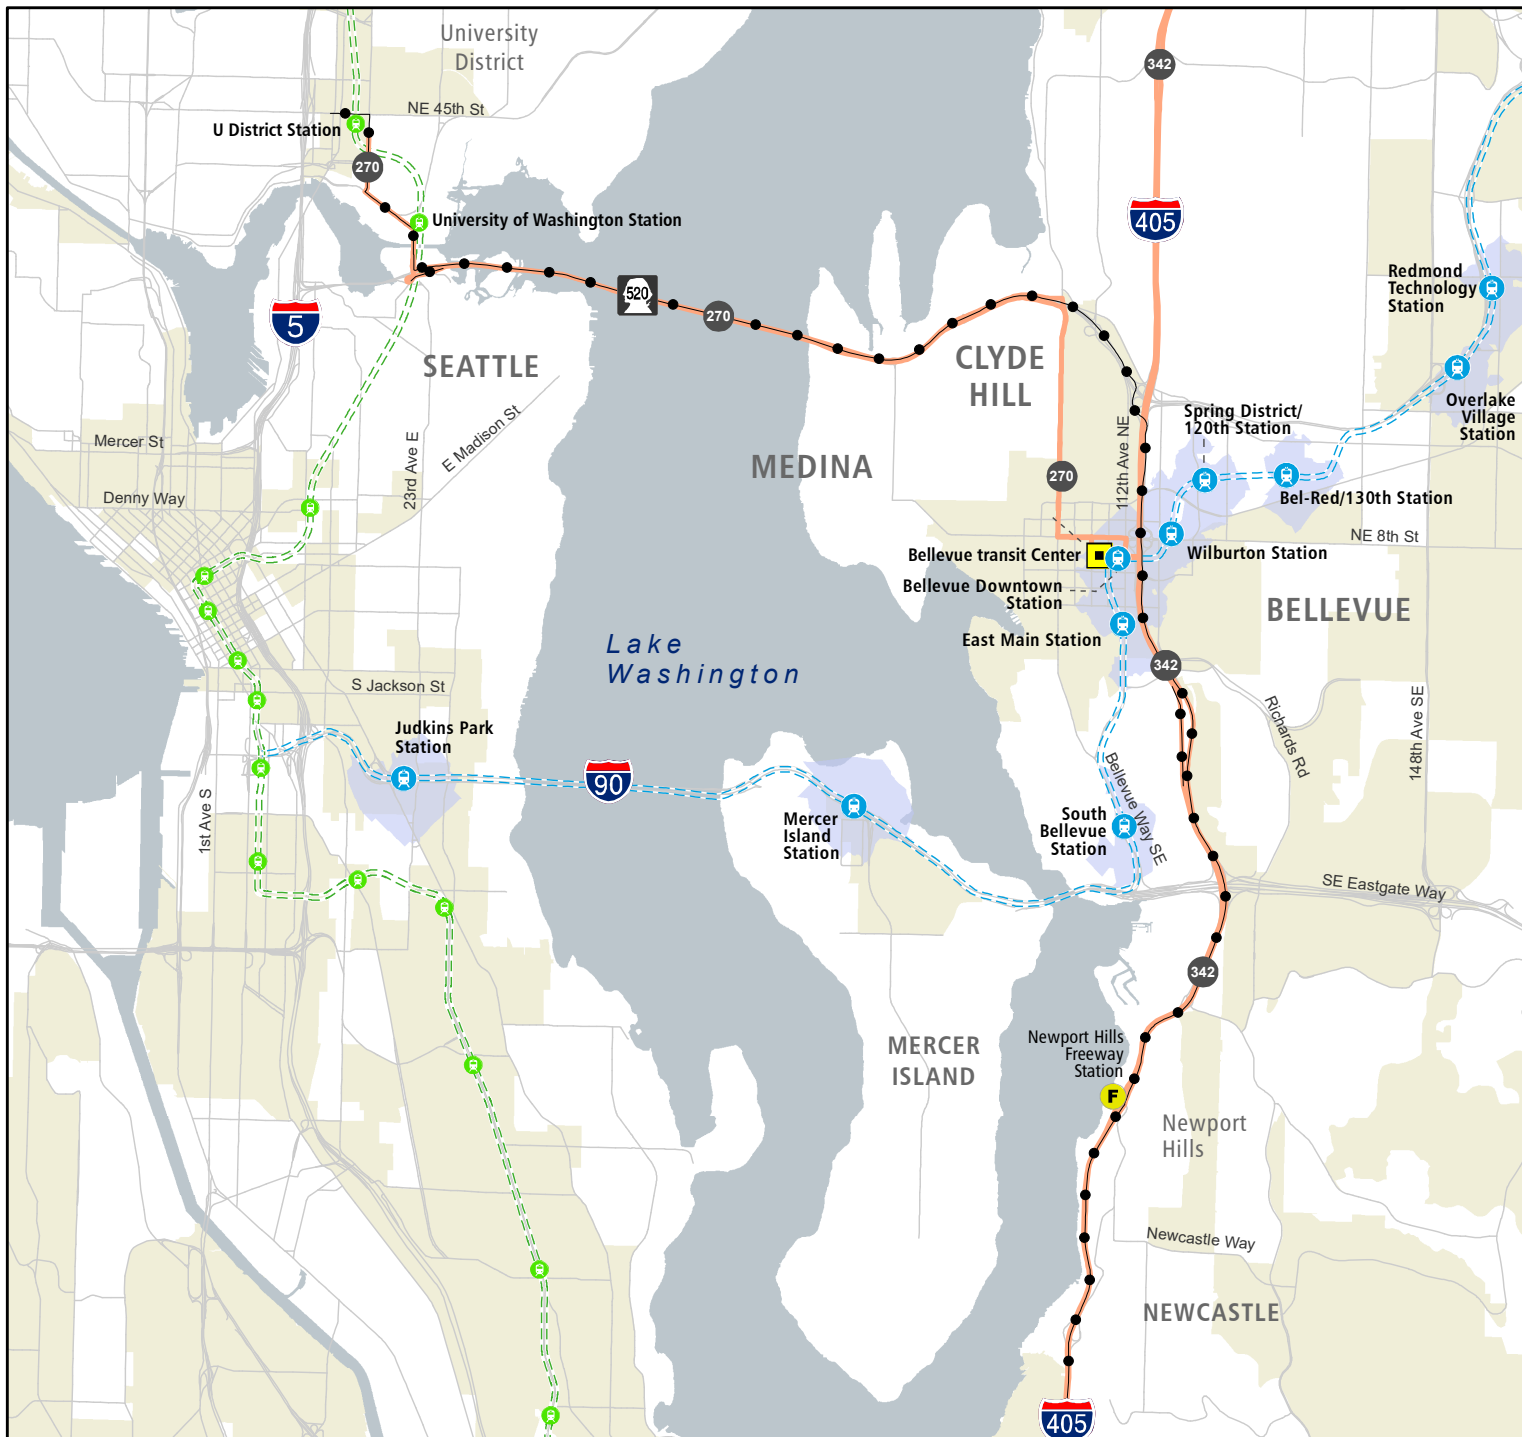 University
District
342
NE 45th St
U District Station
270
University of Washington Station
405
520
270
5
Redmond
Technology
Station
SEATTLE
CLYDE
HILL
Overlake
Village
Station
Spring District/
120th Station
Mercer St
E Madison St
23rd Ave E
112th Ave NE
MEDINA
270
Denny Way
Bel-Red/130th Station
NE 8th St
Bellevue transit Center
Wilburton Station
Bellevue Downtown
Station
BELLEVUE
East Main Station
Lake
Washington
342
S Jackson St
Richards Rd
148th Ave SE
Judkins Park
Station
90
Bellevue Way SE
1st Ave S
Mercer
Island
Station
South
Bellevue
Station
SE Eastgate Way
342
MERCER
ISLAND
Newport Hills
Freeway
Station
F
Newport
Hills
Newcastle Way
NEWCASTLE
405